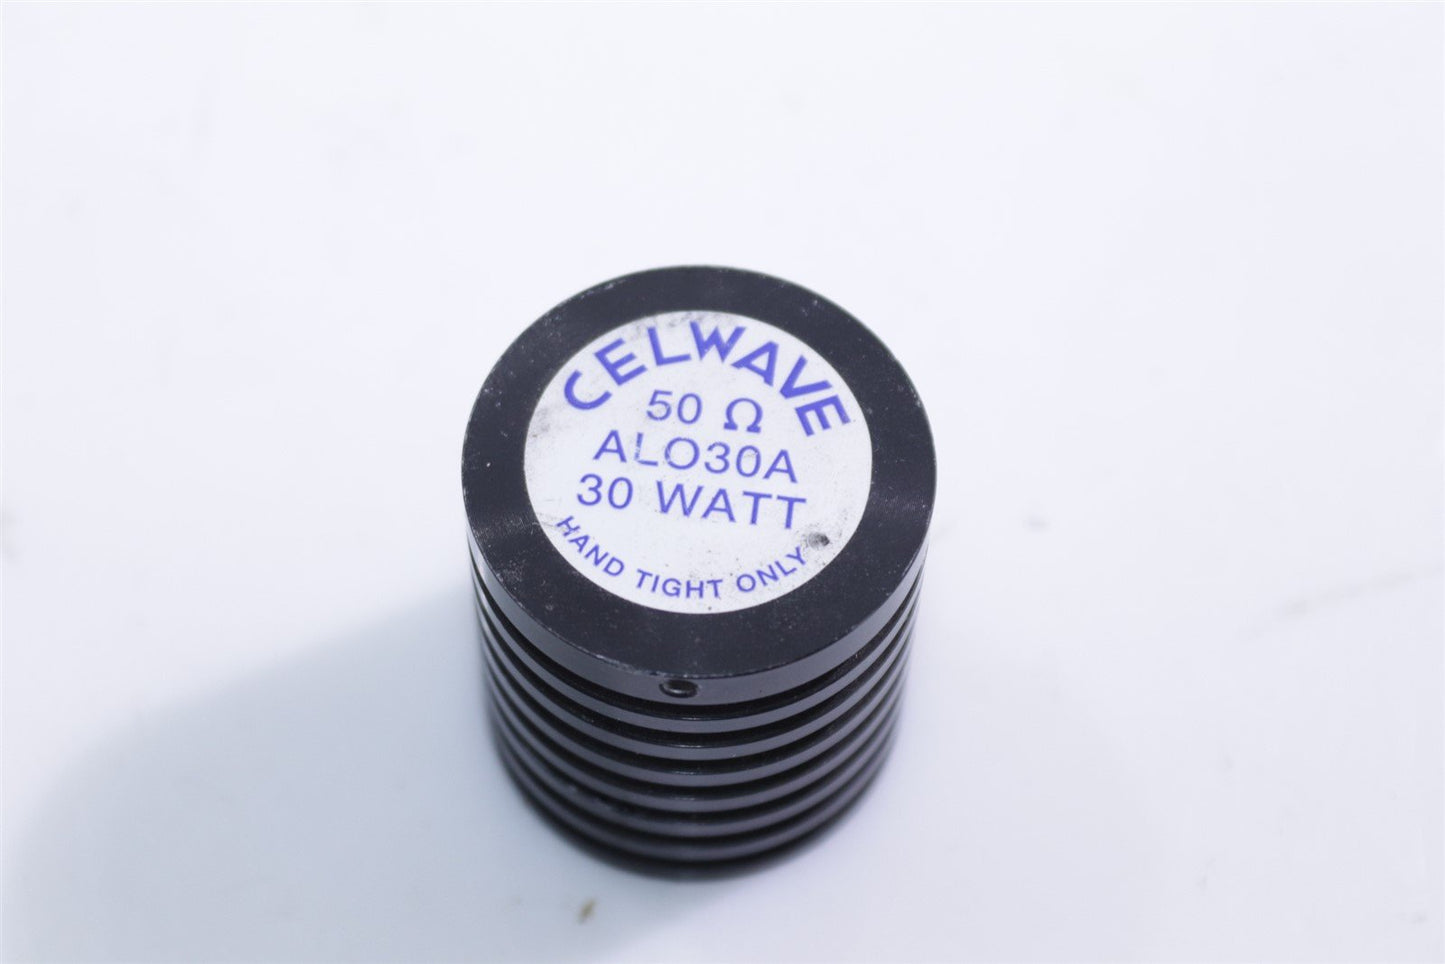 CELWAVE
50 Ω
ALO30A
30 WATT
HAND TIGHT ONLY